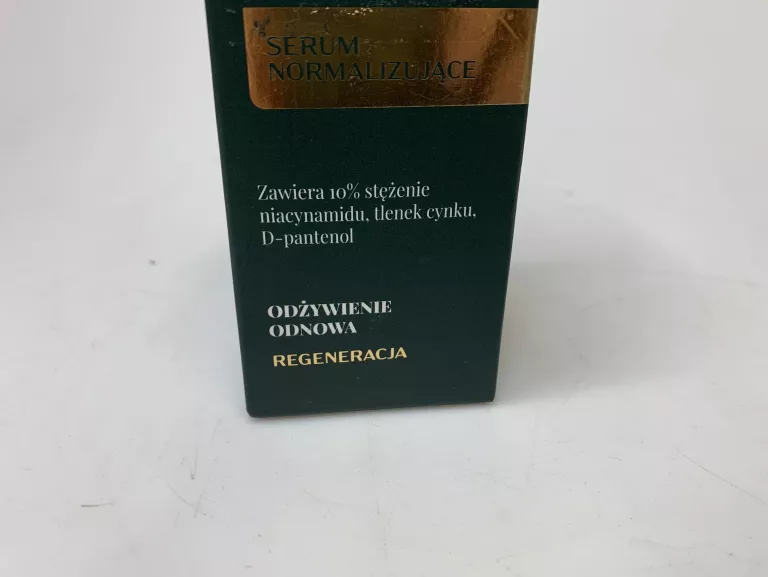 SERUM
NORMALIZUJĄCE
Zawiera 10% stężenie
niacynamidu, tlenek cynku,
D-pantenol
ODŻYWIENIE
ODNOWA
REGENERACJA